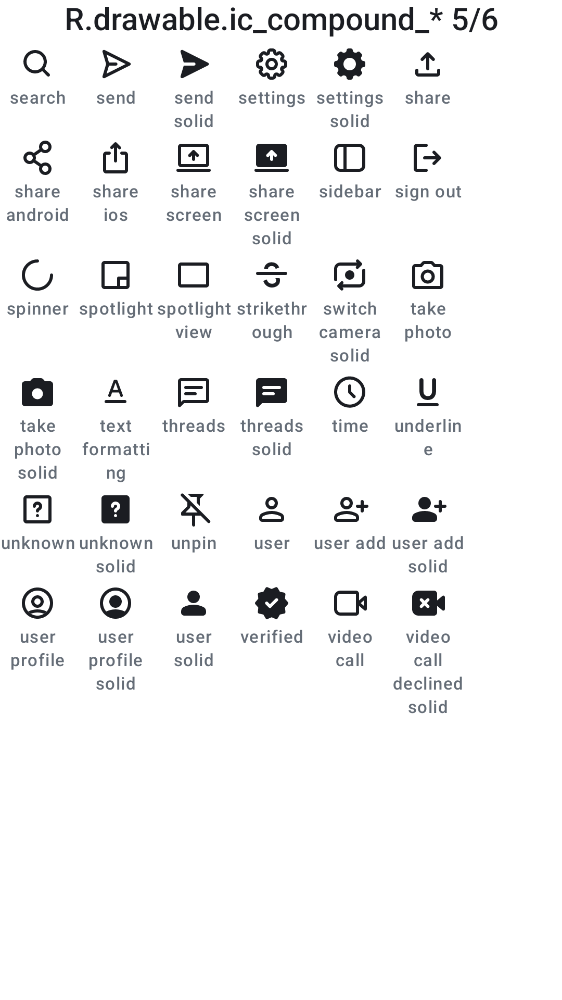 R.drawable.ic_compound_* 5/6
search send send settings settings share
solid solid
share share share share sidebar sign out
android ios screen screen
solid
spinner spotlight spotlight strikethr switch take
view ough camera photo
solid
take text threads threads time underlin
photo formatti solid e
solid ng
unknown unknown unpin user user add user add
solid solid
user user user verified video video
profile profile solid call call
solid declined
solid